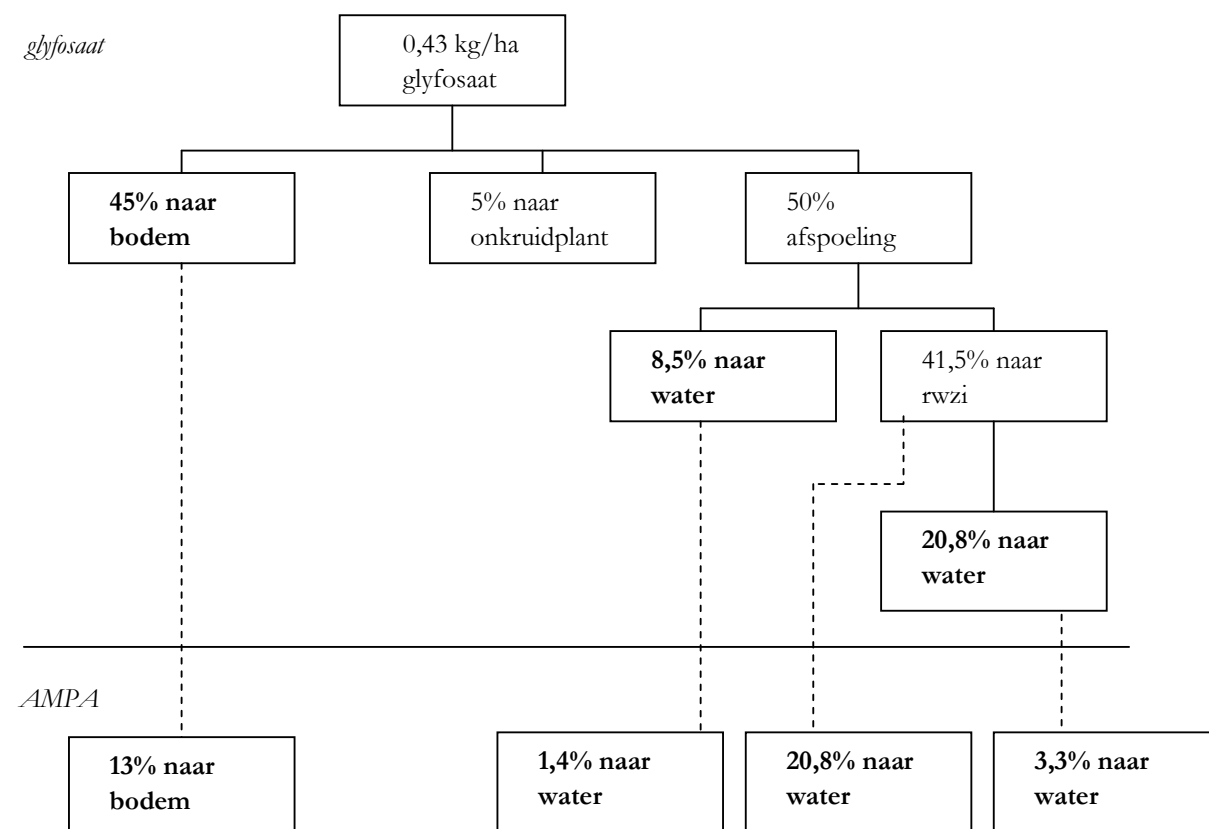 glyfosaat
0,43 kg/ha
glyfosaat
45% naar
bodem
5% naar
onkruidplant
50%
afspoeling
8,5% naar
water
41,5% naar
rwzi
20,8% naar
water
AMPA
13% naar
bodem
1,4% naar
water
20,8% naar
water
3,3% naar
water